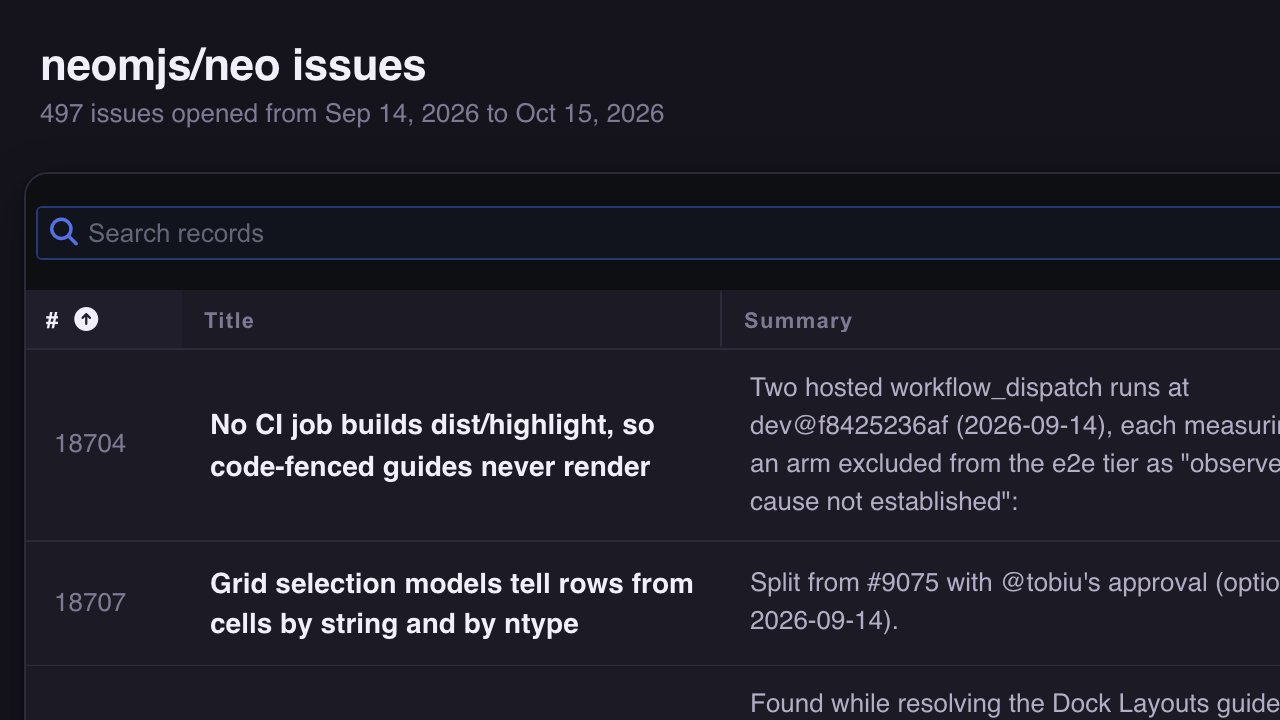 neomjs/neo issues
497 issues opened from Sep 14, 2026 to Oct 15, 2026
Search records
# Title Summary
18704
No CI job builds dist/highlight, so
code-fenced guides never render
Two hosted workflow_dispatch runs at
dev@f8425236af (2026-09-14), each
an arm excluded from the e2e tier as
cause not established":
18707
Grid selection models tell rows from
cells by string and by ntype
Split from #9075 with @tobiu's approval
2026-09-14).
Found while resolving the Dock Layouts guide